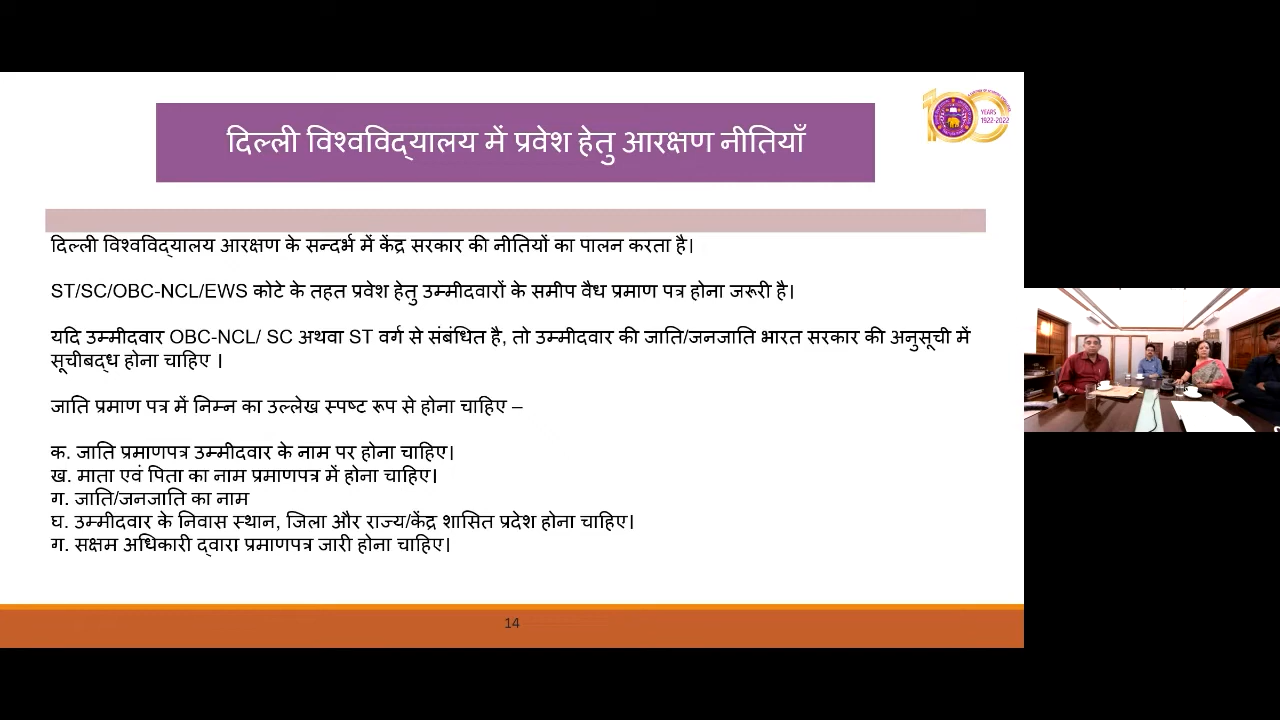 दिल्ली विश्वविद्यालय में प्रवेश हेतु आरक्षण नीतियाँ
YEARS
1922-2022
दिल्ली विश्वविद्यालय आरक्षण के सन्दर्भ में केंद्र सरकार की नीतियों का पालन करता है।
ST/SC/OBC-NCL/EWS कोटे के तहत प्रवेश हेतु उम्मीदवारों के समीप वैध प्रमाण पत्र होना जरूरी है।
यदि उम्मीदवार OBC-NCL/ SC अथवा ST वर्ग से संबंधित है, तो उम्मीदवार की जाति/जनजाति भारत सरकार की अनुसूची में
सूचीबद्ध होना चाहिए ।
जाति प्रमाण पत्र में निम्न का उल्लेख स्पष्ट रूप से होना चाहिए –
क. जाति प्रमाणपत्र उम्मीदवार के नाम पर होना चाहिए।
ख. माता एवं पिता का नाम प्रमाणपत्र में होना चाहिए।
ग. जाति/जनजाति का नाम
घ. उम्मीदवार के निवास स्थान, जिला और राज्य/केंद्र शासित प्रदेश होना चाहिए।
ग. सक्षम अधिकारी द्वारा प्रमाणपत्र जारी होना चाहिए।
14